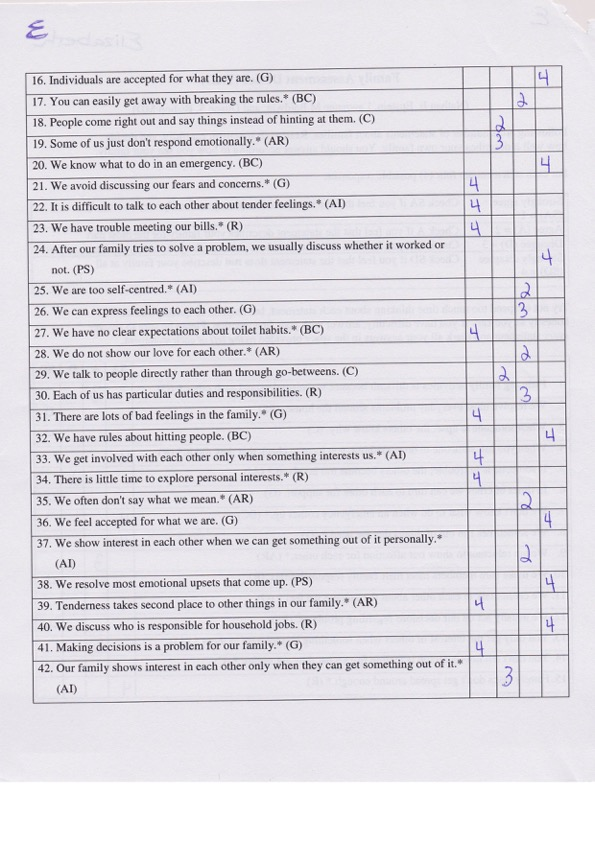 E
16. Individuals are accepted for what they are. (G) 4
17. You can easily get away with breaking the rules.* (BC) 2
18. People come right out and say things instead of hinting at them. (C) 2
19. Some of us just don't respond emotionally.* (AR) 3
20. We know what to do in an emergency. (BC) 4
21. We avoid discussing our fears and concerns.* (G) 4
22. It is difficult to talk to each other about tender feelings.* (AI) 4
23. We have trouble meeting our bills.* (R) 4
24. After our family tries to solve a problem, we usually discuss whether it worked or
not. (PS) 4
25. We are too self-centred.* (AI) 2
26. We can express feelings to each other. (G) 3
27. We have no clear expectations about toilet habits.* (BC) 4
28. We do not show our love for each other.* (AR) 2
29. We talk to people directly rather than through go-betweens. (C) 2
30. Each of us has particular duties and responsibilities. (R) 3
31. There are lots of bad feelings in the family.* (G) 4
32. We have rules about hitting people. (BC) 4
33. We get involved with each other only when something interests us.* (AI) 4
34. There is little time to explore personal interests.* (R) 4
35. We often don't say what we mean.* (AR) 2
36. We feel accepted for what we are. (G) 4
37. We show interest in each other when we can get something out of it personally.*
(AI) 2
38. We resolve most emotional upsets that come up. (PS) 4
39. Tenderness takes second place to other things in our family.* (AR) 4
40. We discuss who is responsible for household jobs. (R) 4
41. Making decisions is a problem for our family.* (G) 4
42. Our family shows interest in each other only when they can get something out of it.*
(AI) 3